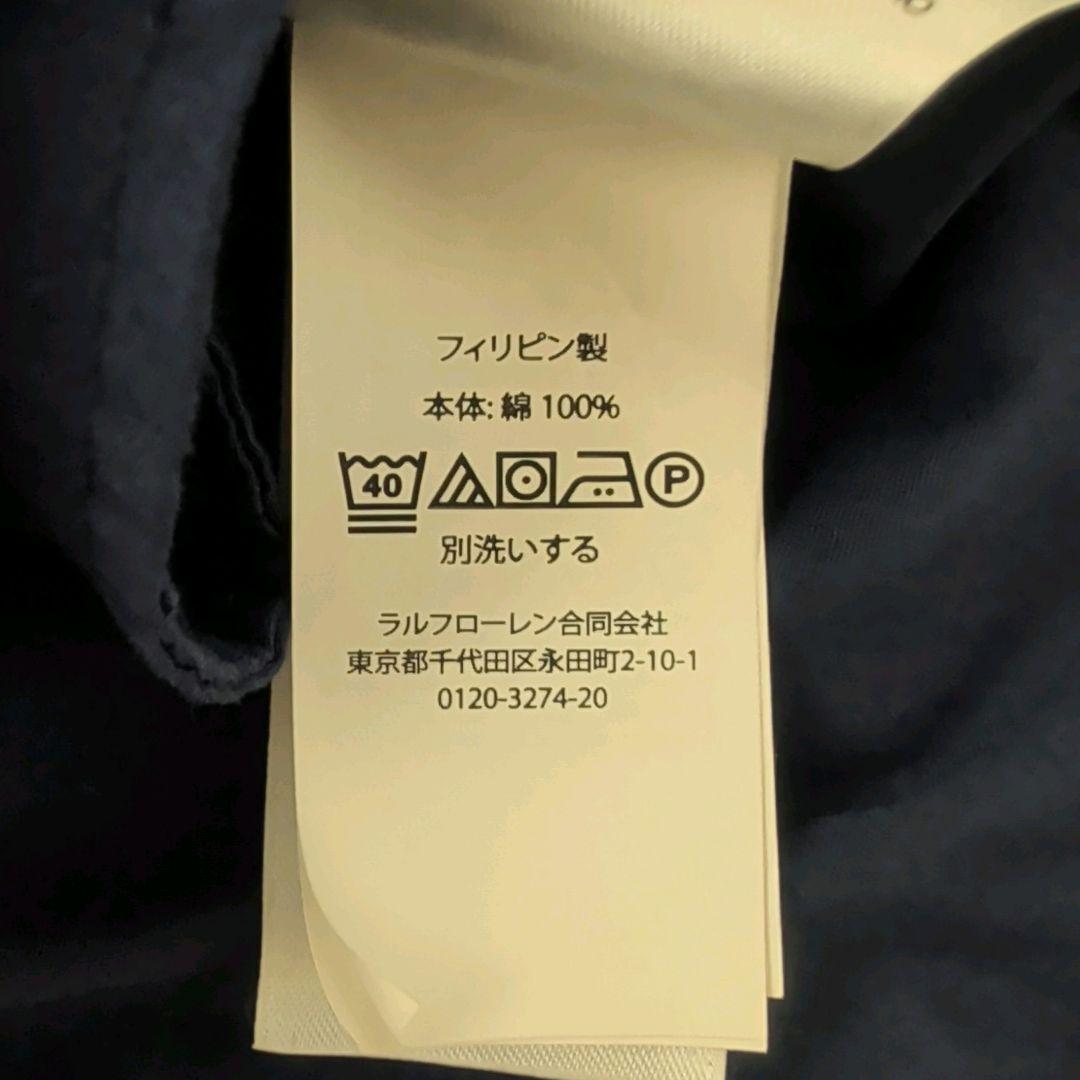 フィリピン製
本体: 綿 100%
40
P
別洗いする
ラルフローレン合同会社
東京都千代田区永田町2-10-1
0120-3274-20